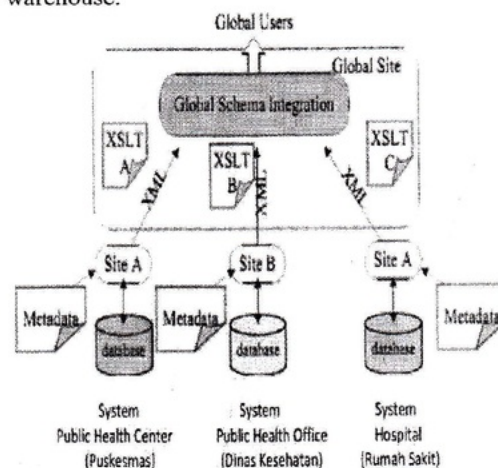 warehouse.
Global Users
Global Site
Global Schema Integration
XSLT
A
XSLT
B
XSLT
C
XML
XML
XML
Site A
Site B
Site A
Metadata
Metadata
Metadata
database
database
database
System
Public Health Center
(Puskesmas)
System
Public Health Office
(Dinas Kesehatan)
System
Hospital
(Rumah Sakit)